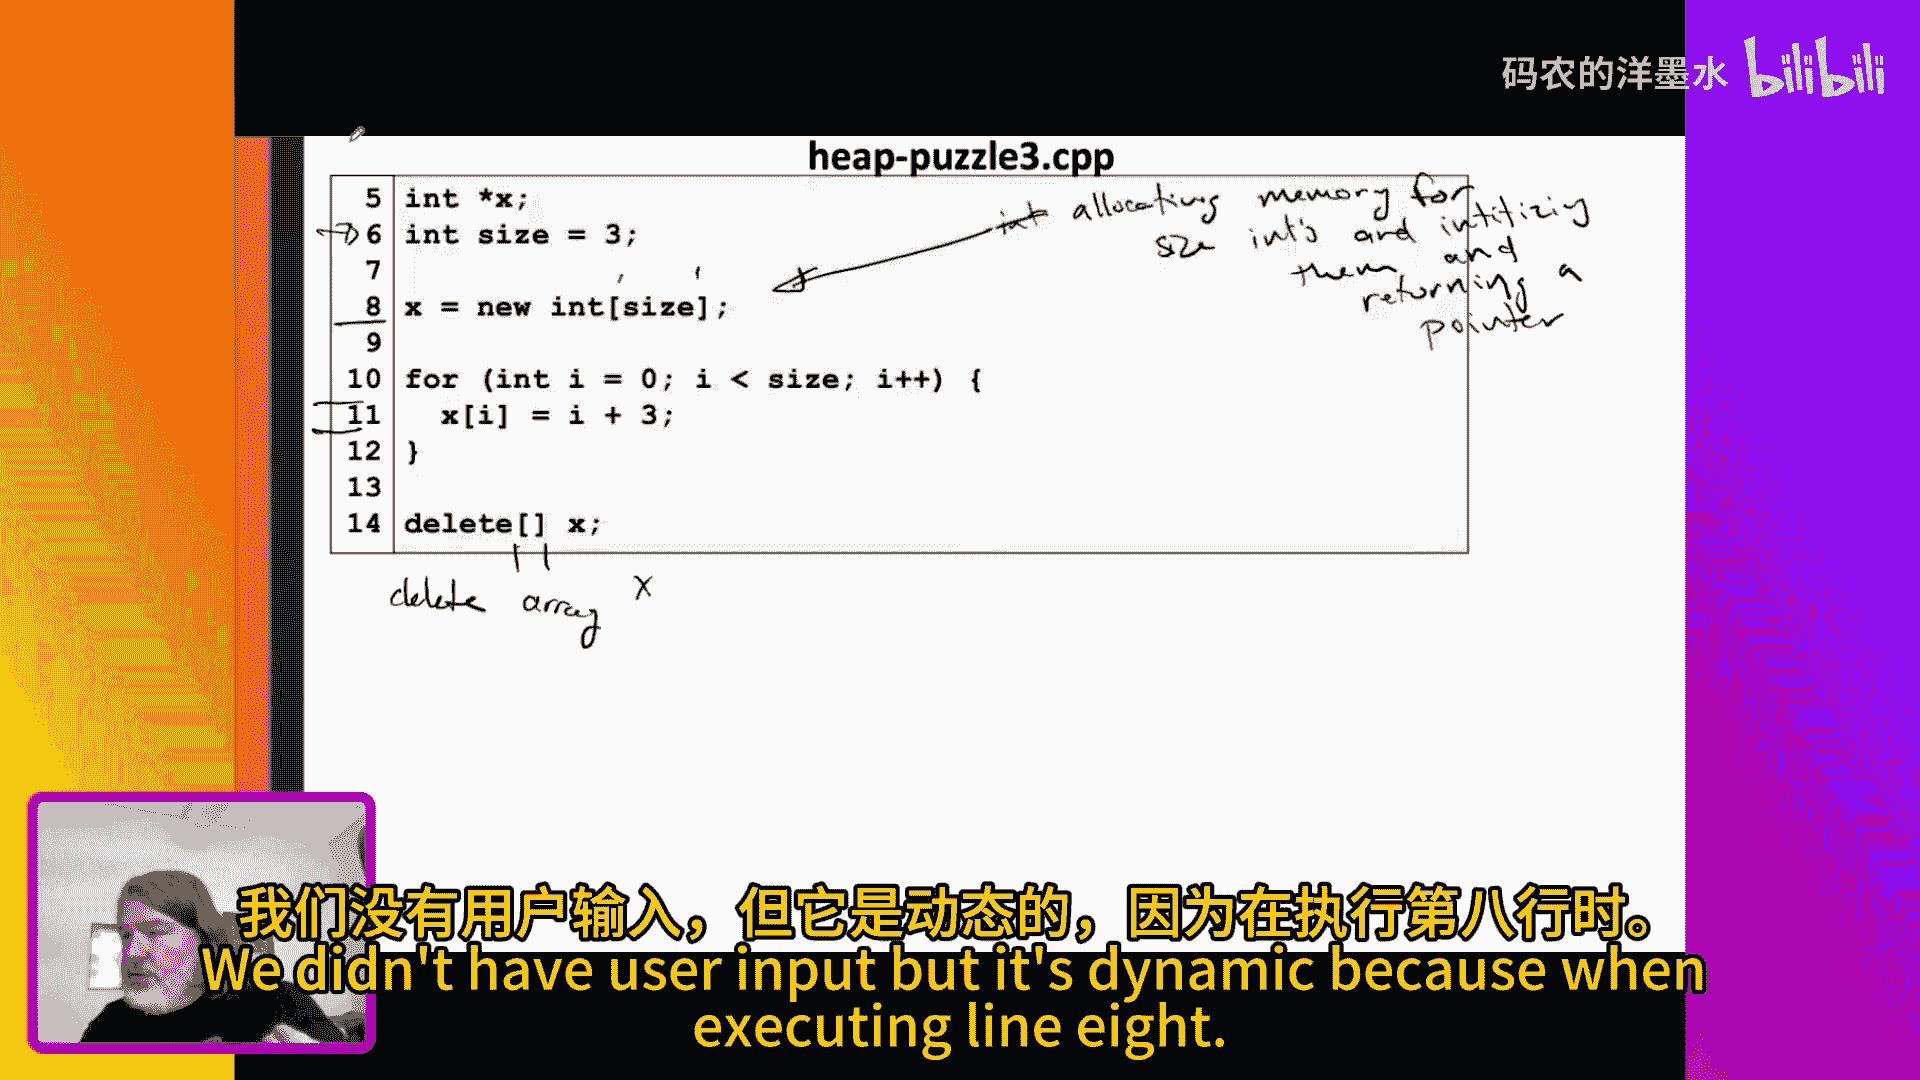 码农的洋墨水 bilibili
heap-puzzle3.cpp
5 int *x;
6 int size = 3;
7
8 x = new int[size];
9
10 for (int i = 0; i < size; i++) {
11 x[i] = i + 3;
12 }
13
14 delete[] x;
int allocating memory for
size int's and intitiziny
them and
returning a
pointer
delete array x
我们没有用户输入，但它是动态的，因为在执行第八行时。
We didn't have user input but it's dynamic because when
executing line eight.